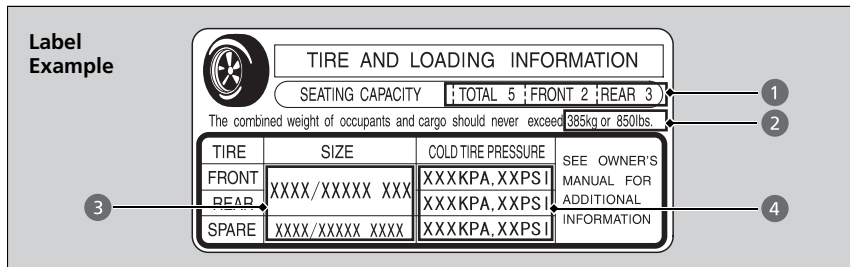 Label
Example
TIRE AND LOADING INFORMATION
SEATING CAPACITY TOTAL 5 FRONT 2 REAR 3
1
The combined weight of occupants and cargo should never exceed 385kg or 850lbs.
2
TIRE SIZE COLD TIRE PRESSURE
SEE OWNER'S
MANUAL FOR
ADDITIONAL
INFORMATION
FRONT XXXX/XXXXX XXX XXXKPA,XXPSI
REAR XXXKPA,XXPSI
SPARE XXXX/XXXXX XXXX XXXKPA,XXPSI
3
4